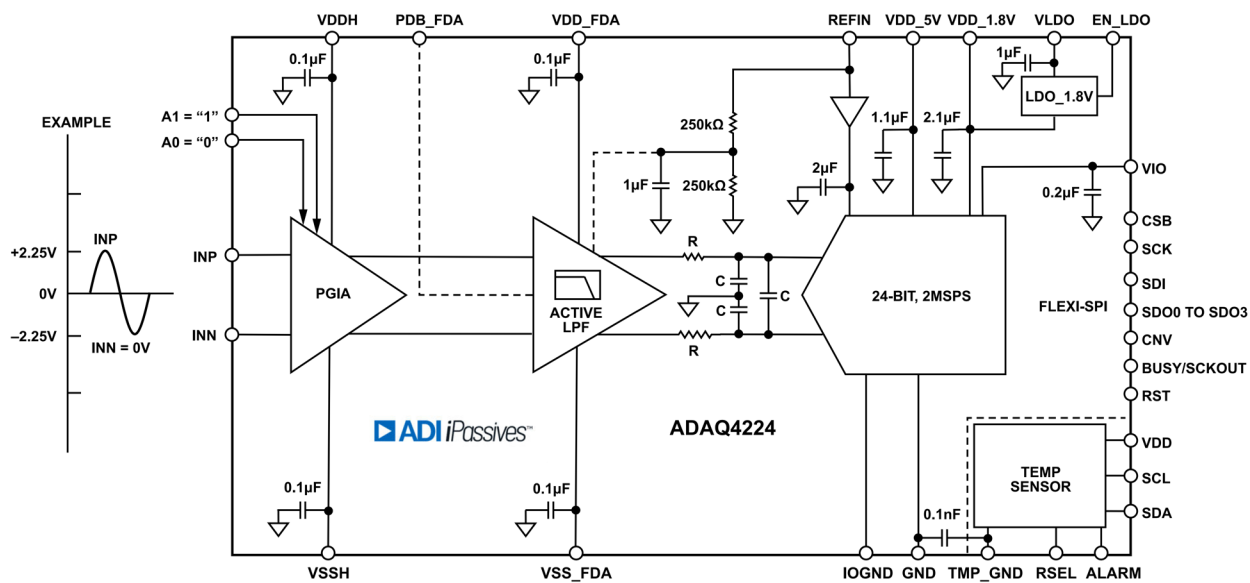 VDDH
PDB_FDA
VDD_FDA
REFIN
VDD_5V
VDD_1.8V
VLDO
EN_LDO
0.1µF
0.1µF
1µF
LDO_1.8V
EXAMPLE
A1 = “1”
A0 = “0”
250kΩ
1.1µF
2.1µF
1µF
250kΩ
2µF
0.2µF
VIO
CSB
SCK
SDI
SDO0 TO SDO3
CNV
BUSY/SCKOUT
RST
FLEXI-SPI
INP
+2.25V
0V
–2.25V
INN = 0V
INP
INN
PGIA
ACTIVE
LPF
R
C
C
C
R
24-BIT, 2MSPS
ADI iPassives™
ADAQ4224
TEMP
SENSOR
VDD
SCL
SDA
0.1µF
0.1µF
0.1nF
VSSH
VSS_FDA
IOGND
GND
TMP_GND
RSEL
ALARM